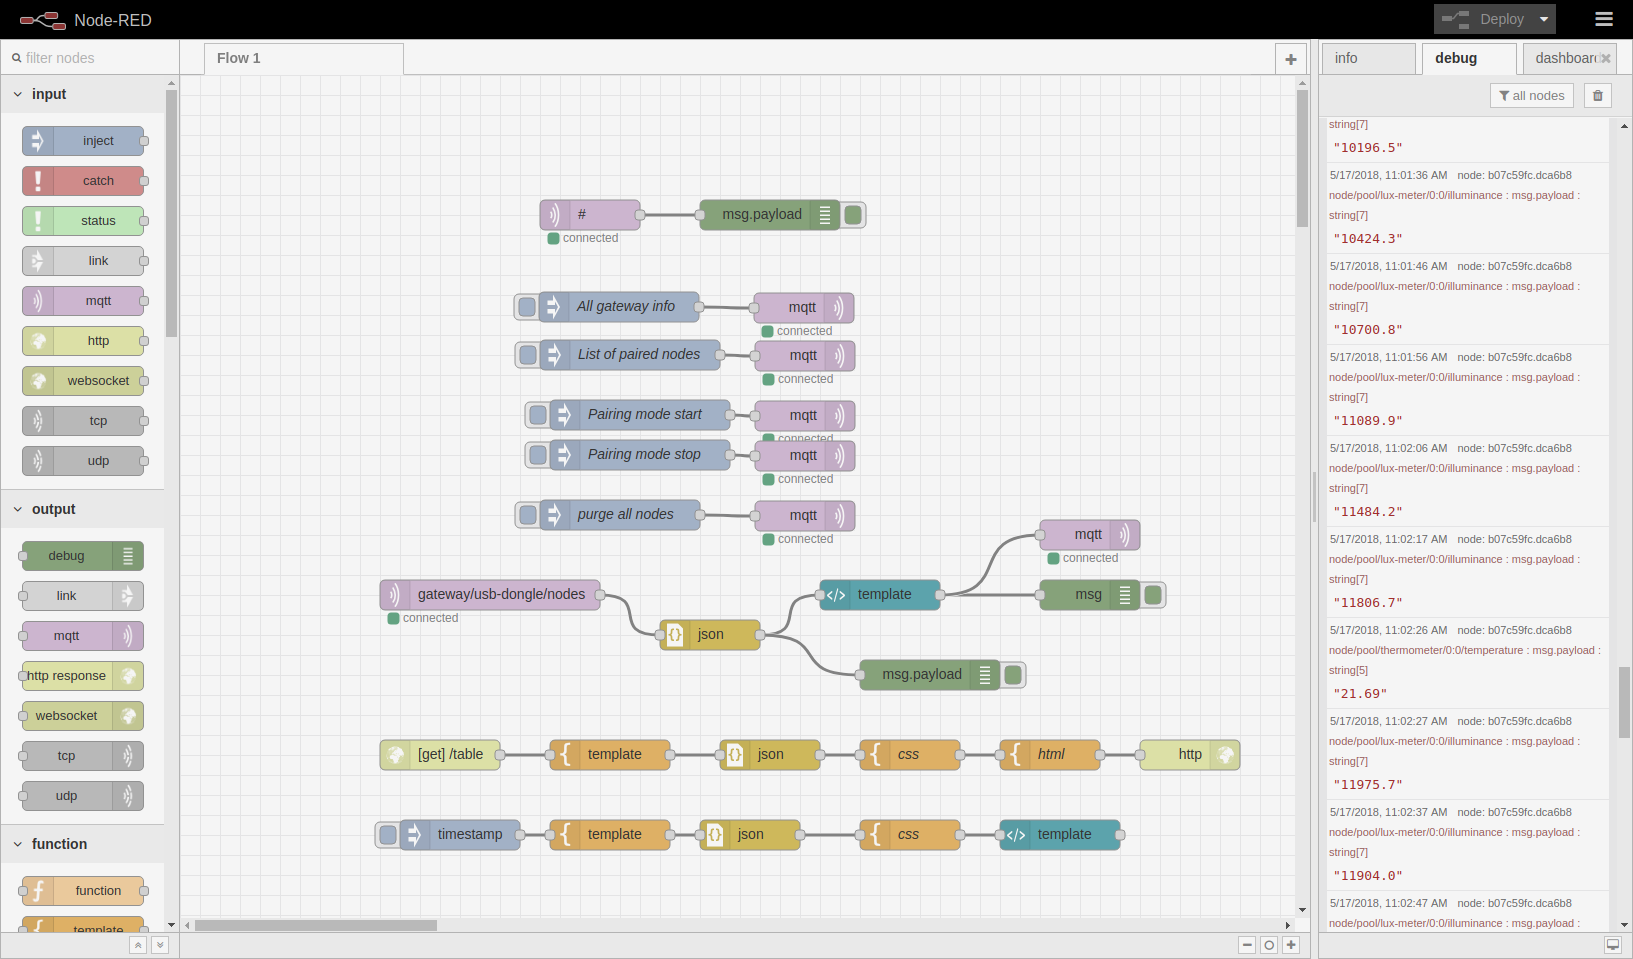 Node-RED
Deploy
filter nodes
input
inject
catch
status
link
mqtt
http
websocket
tcp
udp
output
debug
link
mqtt
http response
websocket
tcp
udp
function
function
template
Flow 1
#
msg.payload
connected
All gateway info
mqtt
connected
List of paired nodes
mqtt
connected
Pairing mode start
mqtt
connected
Pairing mode stop
mqtt
connected
purge all nodes
mqtt
connected
mqtt
connected
gateway/usb-dongle/nodes
connected
template
msg
json
msg.payload
[get] /table
template
json
css
html
http
timestamp
template
json
css
template
info
debug
dashboard
all nodes
string[7]
"10196.5"
5/17/2018, 11:01:36 AM node: b07c59fc.dca6b8
node/pool/lux-meter/0:0/illuminance : msg.payload :
string[7]
"10424.3"
5/17/2018, 11:01:46 AM node: b07c59fc.dca6b8
node/pool/lux-meter/0:0/illuminance : msg.payload :
string[7]
"10700.8"
5/17/2018, 11:01:56 AM node: b07c59fc.dca6b8
node/pool/lux-meter/0:0/illuminance : msg.payload :
string[7]
"11089.9"
5/17/2018, 11:02:06 AM node: b07c59fc.dca6b8
node/pool/lux-meter/0:0/illuminance : msg.payload :
string[7]
"11484.2"
5/17/2018, 11:02:17 AM node: b07c59fc.dca6b8
node/pool/lux-meter/0:0/illuminance : msg.payload :
string[7]
"11806.7"
5/17/2018, 11:02:26 AM node: b07c59fc.dca6b8
node/pool/thermometer/0:0/temperature : msg.payload :
string[5]
"21.69"
5/17/2018, 11:02:27 AM node: b07c59fc.dca6b8
node/pool/lux-meter/0:0/illuminance : msg.payload :
string[7]
"11975.7"
5/17/2018, 11:02:37 AM node: b07c59fc.dca6b8
node/pool/lux-meter/0:0/illuminance : msg.payload :
string[7]
"11904.0"
5/17/2018, 11:02:47 AM node: b07c59fc.dca6b8
node/pool/lux-meter/0:0/illuminance : msg.payload :